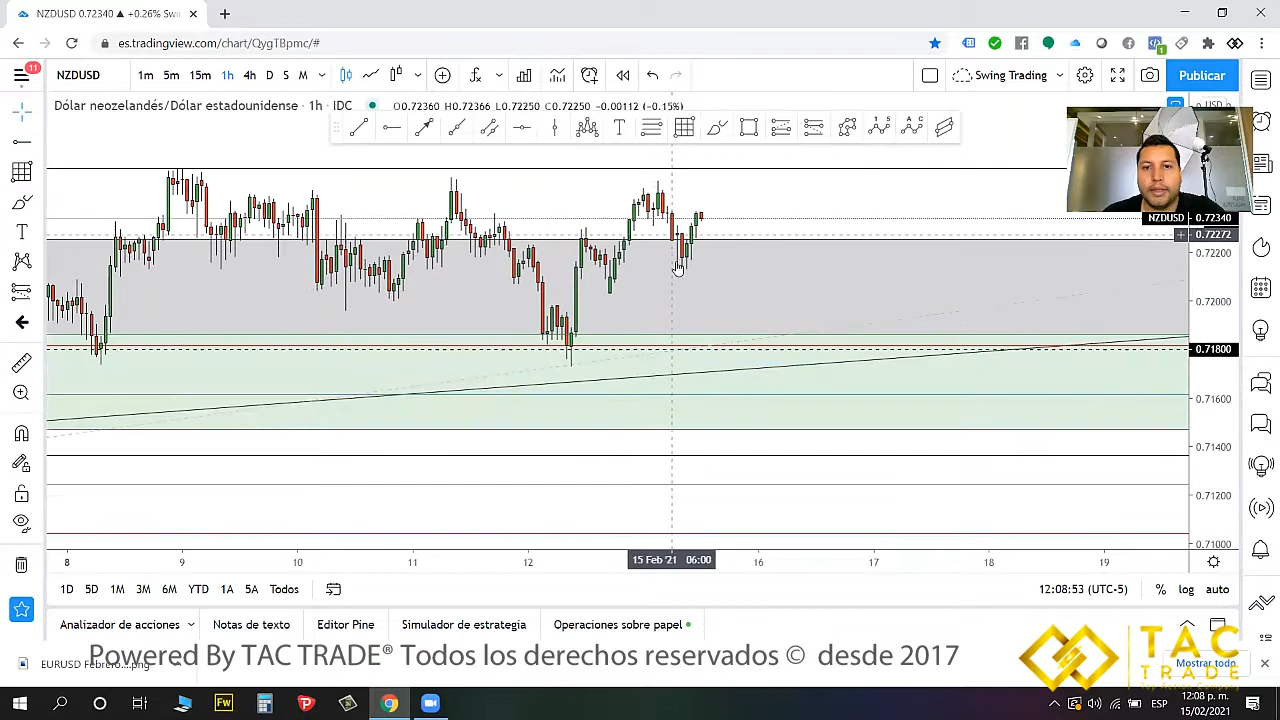 NZDUSD 0.72340 ▲ +0.26% Swi
es.tradingview.com/chart/QygTBpmc/#
11
NZDUSD
1m 5m 15m 1h 4h D S M
Swing Trading
Publicar
Dólar neozelandés/Dólar estadounidense · 1h · IDC
O0.72360 H0.72366 L0.72250 C0.72250 −0.00112 (−0.15%)
USD
NZDUSD 0.72340
0.72272
0.72200
0.72000
0.71800
0.71600
0.71400
0.71200
0.71000
8 9 10 11 12 15 Feb '21 06:00 16 17 18 19
1D 5D 1M 3M 6M YTD 1A 5A Todos
12:08:53 (UTC-5) % log auto
Analizador de acciones Notas de texto Editor Pine Simulador de estrategia Operaciones sobre papel
EURUSD Febrero....png
Powered By TAC TRADE® Todos los derechos reservados © desde 2017
TAC
TRADE
Top Action Company
Mostrar todo
Fw
ESP
12:08 p. m.
15/02/2021